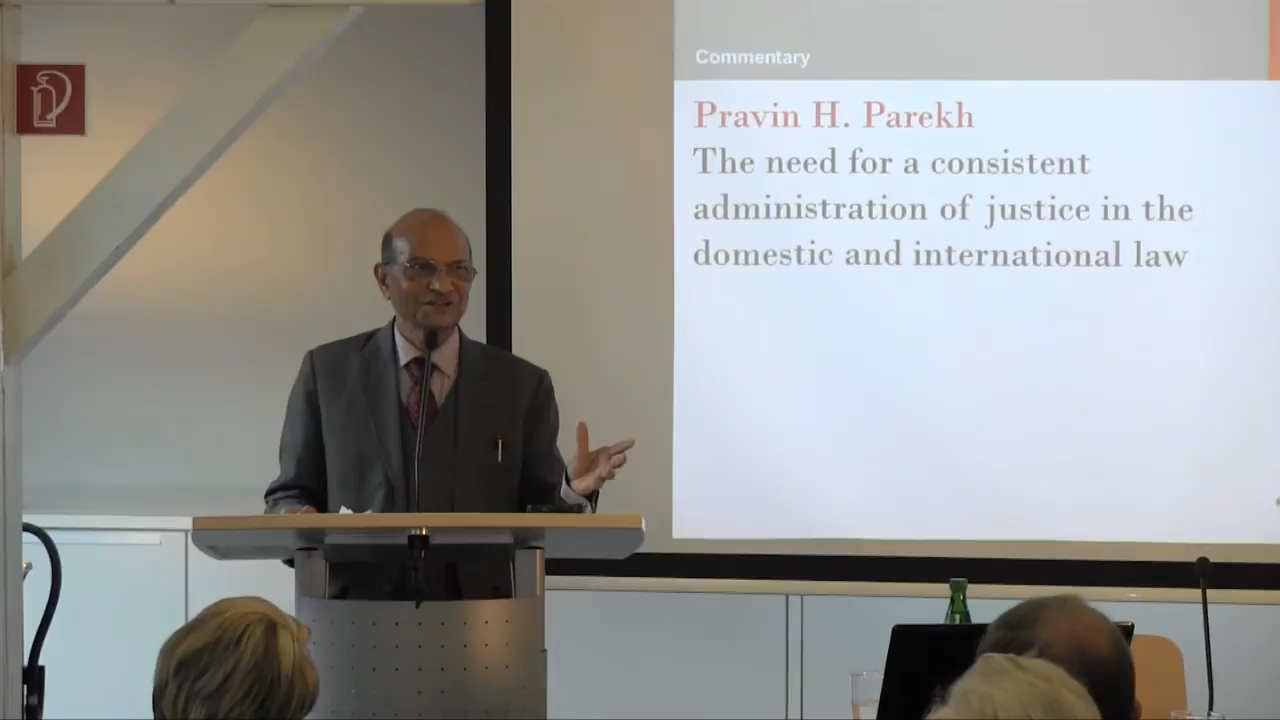 Commentary
Pravin H. Parekh
The need for a consistent
administration of justice in the
domestic and international law